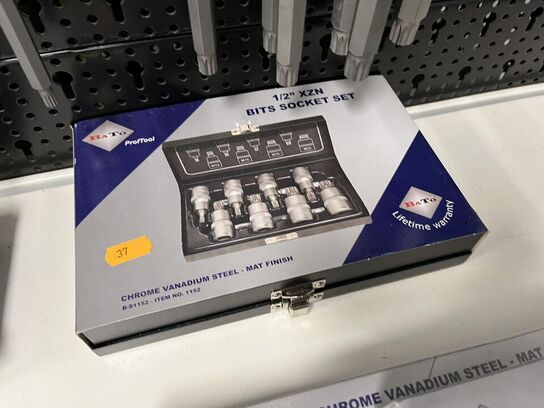 1/2" XZN
BITS SOCKET SET
BATO
ProfTool
BATO
Lifetime warranty
37
CHROME VANADIUM STEEL - MAT FINISH
B-S1152 - ITEM NO. 1152
CHROME VANADIUM STEEL - MAT